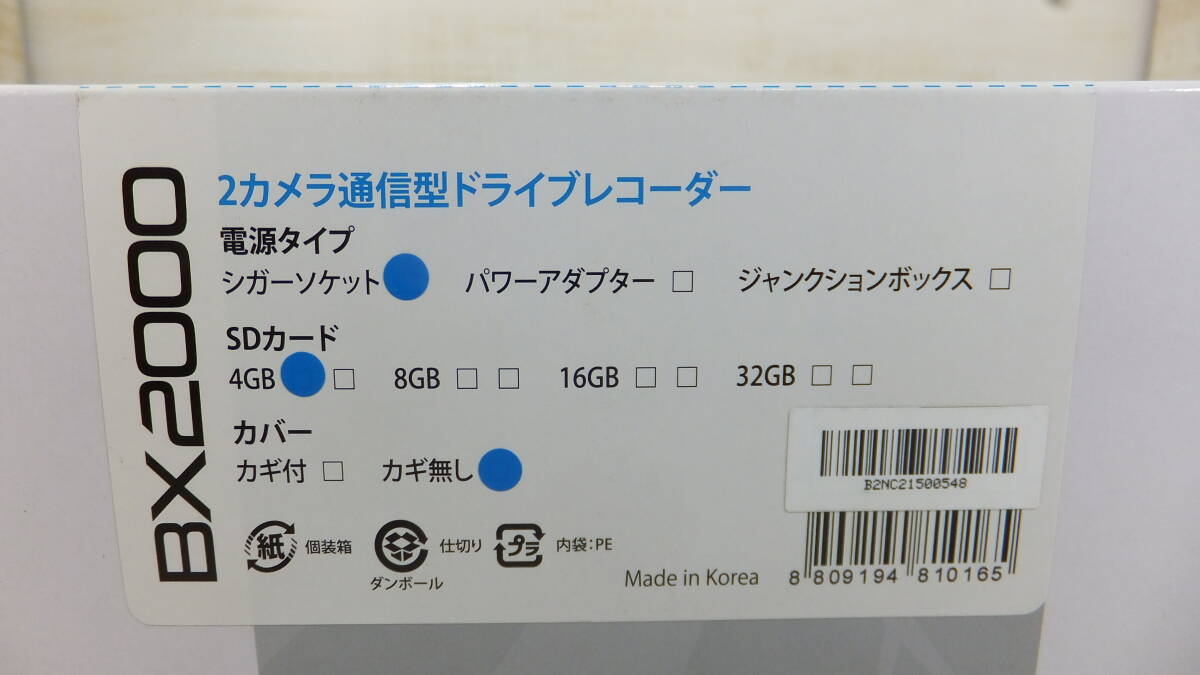 BX2000
2カメラ通信型ドライブレコーダー
電源タイプ
シガーソケット パワーアダプター □ ジャンクションボックス □
SDカード
4GB □ 8GB □ □ 16GB □ □ 32GB □ □
カバー
カギ付 □ カギ無し
紙 個装箱 ダンボール 仕切り プラ 内袋:PE
B2NC21500548
Made in Korea 8 809194 810165